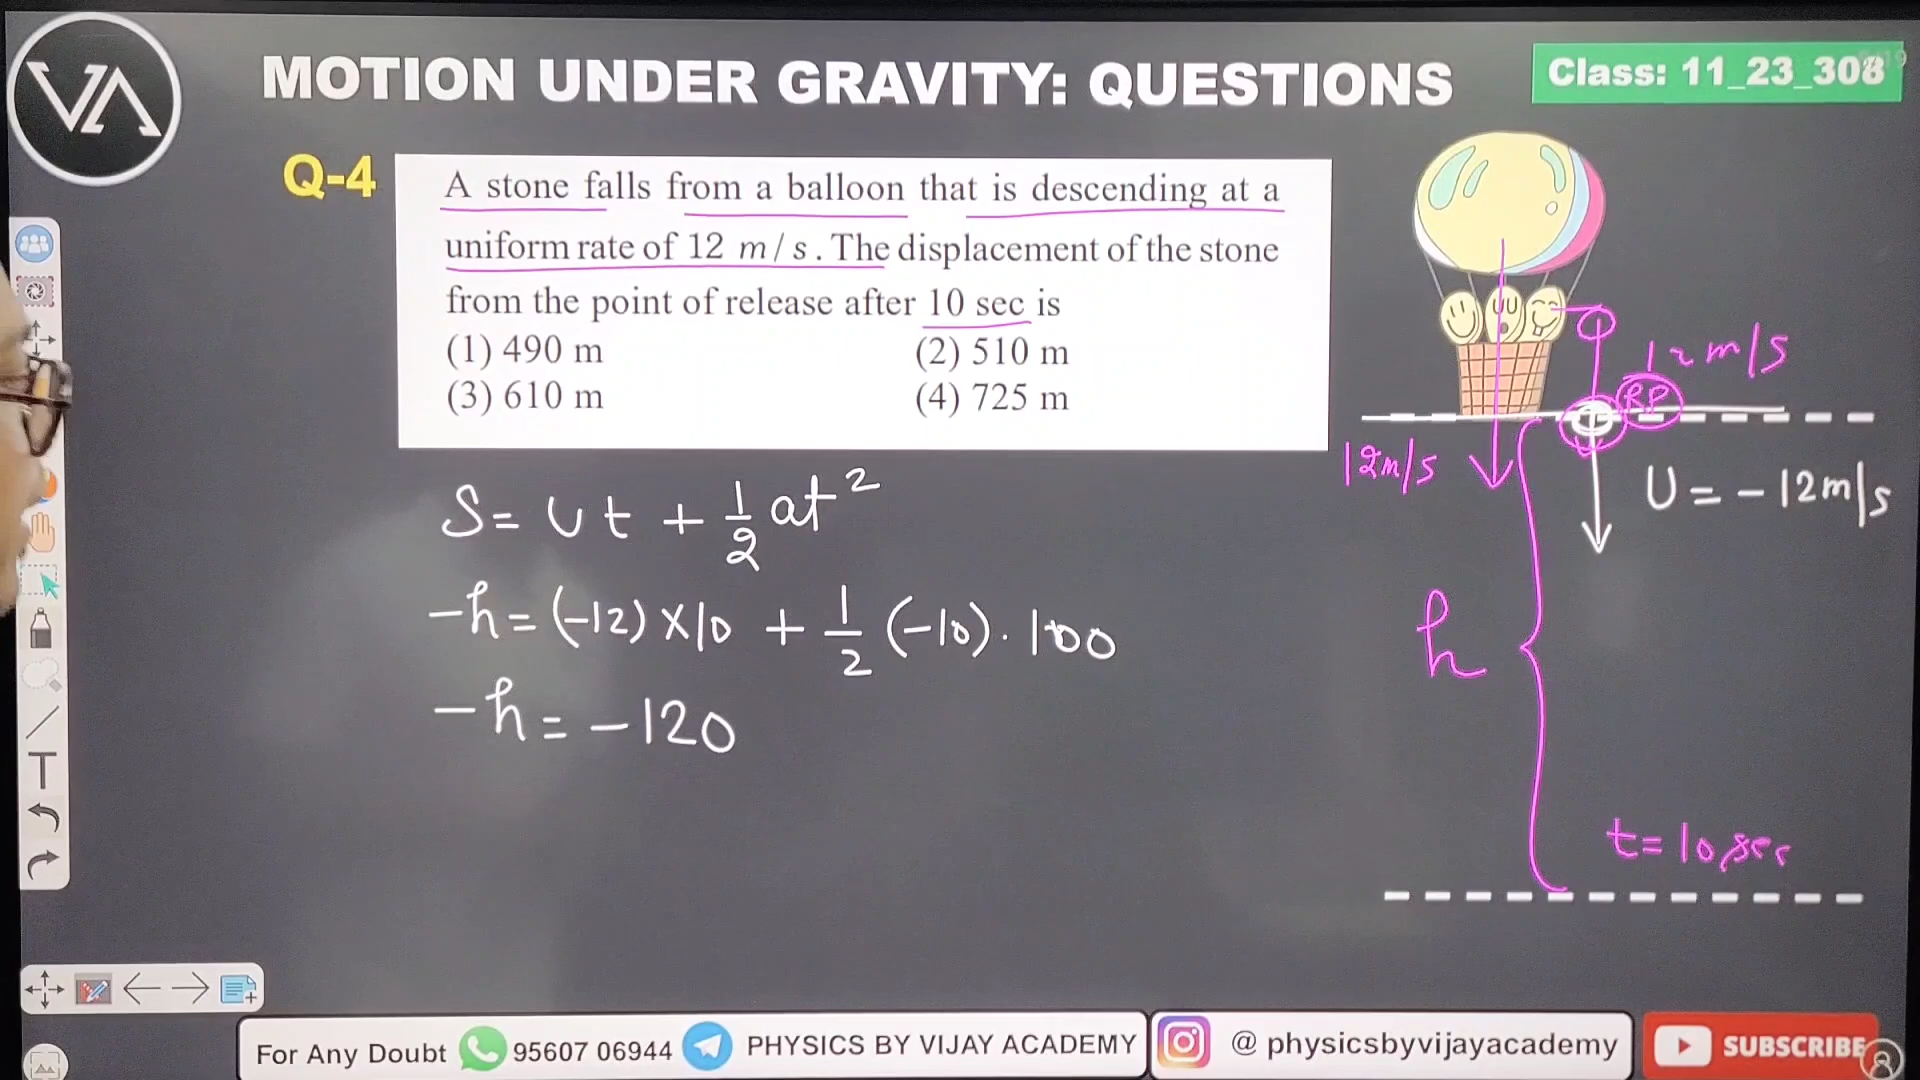 VA
MOTION UNDER GRAVITY: QUESTIONS
Class: 11_23_308
Q-4
A stone falls from a balloon that is descending at a
uniform rate of 12 m/s. The displacement of the stone
from the point of release after 10 sec is
(1) 490 m (2) 510 m
(3) 610 m (4) 725 m
12m/s
RP
12m/s
U = -12m/s
S = Ut + 1/2 at²
-h = (-12) × 10 + 1/2 (-10) . 100
-h = -120
h
t = 10 sec
T
For Any Doubt 95607 06944 PHYSICS BY VIJAY ACADEMY @ physicsbyvijayacademy SUBSCRIBE